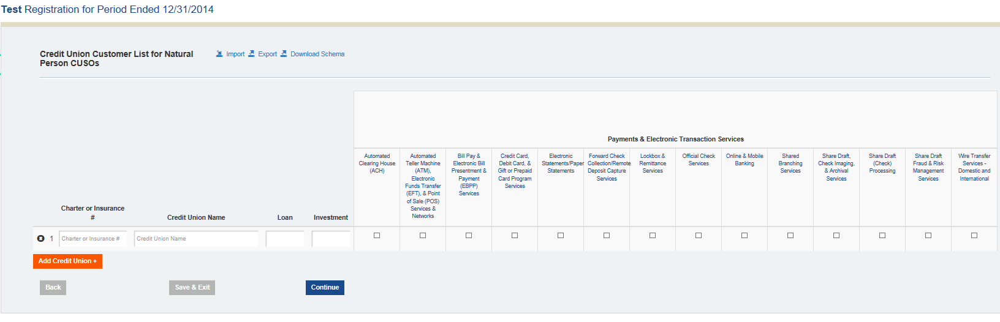 Test Registration for Period Ended 12/31/2014
Credit Union Customer List for Natural
Person CUSOs
Import Export Download Schema
Payments & Electronic Transaction Services
Automated
Clearing House
(ACH)
Automated
Teller Machine
(ATM),
Electronic
Funds Transfer
(EFT), & Point
of Sale (POS)
Services &
Networks
Bill Pay &
Electronic Bill
Presentment &
Payment
(EBPP)
Services
Credit Card,
Debit Card, &
Gift or Prepaid
Card Program
Services
Electronic
Statements/Paper
Statements
Forward Check
Collection/Remote
Deposit Capture
Services
Lockbox &
Remittance
Services
Official Check
Services
Online & Mobile
Banking
Shared
Branching
Services
Share Draft,
Check Imaging,
& Archival
Services
Share Draft
(Check)
Processing
Share Draft
Fraud & Risk
Management
Services
Wire Transfer
Services -
Domestic and
International
Charter or Insurance
#
Credit Union Name
Loan
Investment
1 Charter or Insurance # Credit Union Name
Add Credit Union +
Back Save & Exit Continue